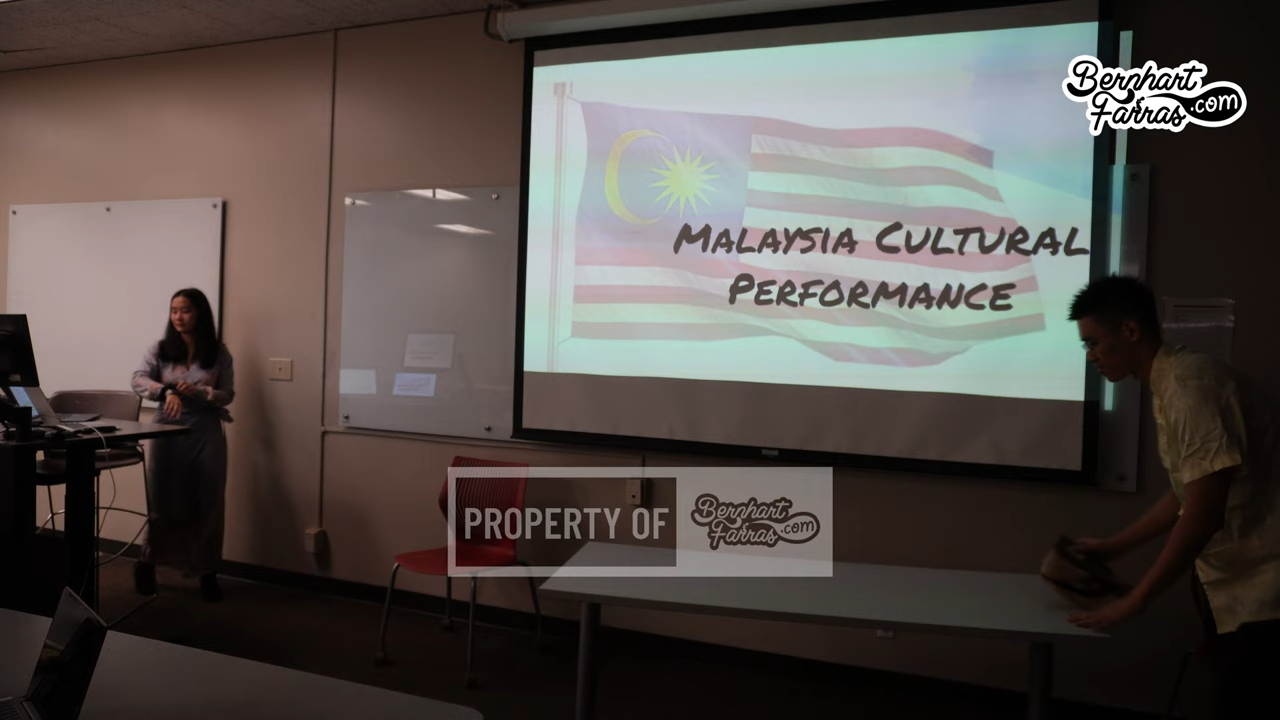 Bernhart
& Farras .com
Malaysia Cultural
Performance
PROPERTY OF
Bernhart
& Farras .com